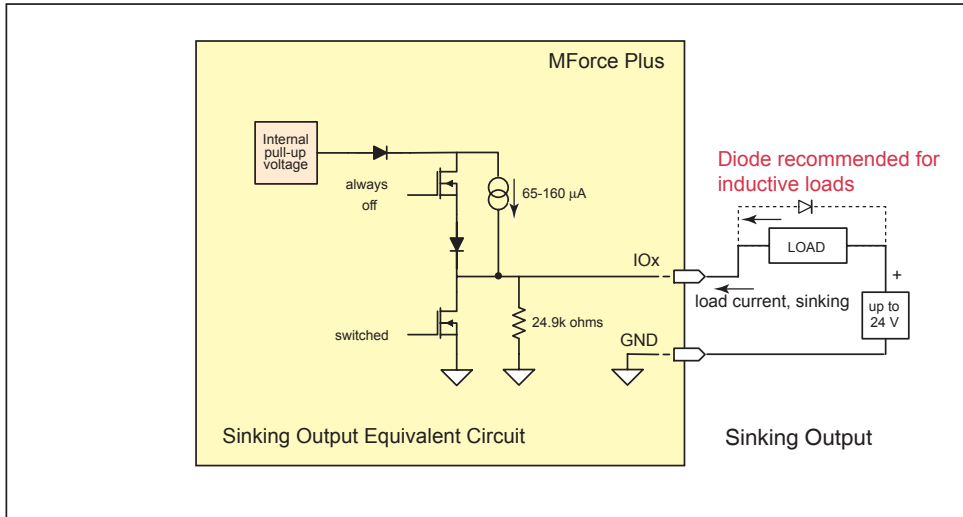 MForce Plus
Internal
pull-up
voltage
always
off
65-160 µA
Diode recommended for
inductive loads
LOAD
IOx
+
load current, sinking
up to
24 V
switched
24.9k ohms
GND
Sinking Output Equivalent Circuit
Sinking Output